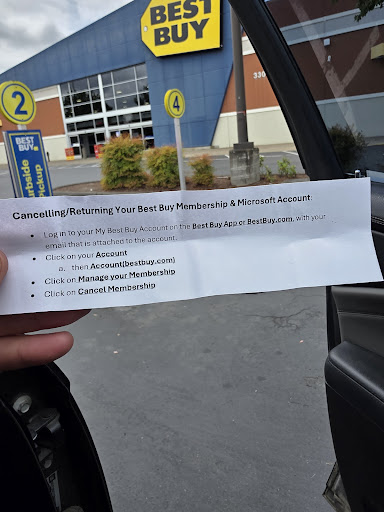 BEST
BUY
2
BEST
BUY
Curbside
Pickup
4
330
Cancelling/Returning Your Best Buy Membership & Microsoft Account:
• Log in to your My Best Buy Account on the Best Buy App or BestBuy.com, with your
email that is attached to the account.
• Click on your Account
a. then Account(bestbuy.com)
• Click on Manage your Membership
• Click on Cancel Membership